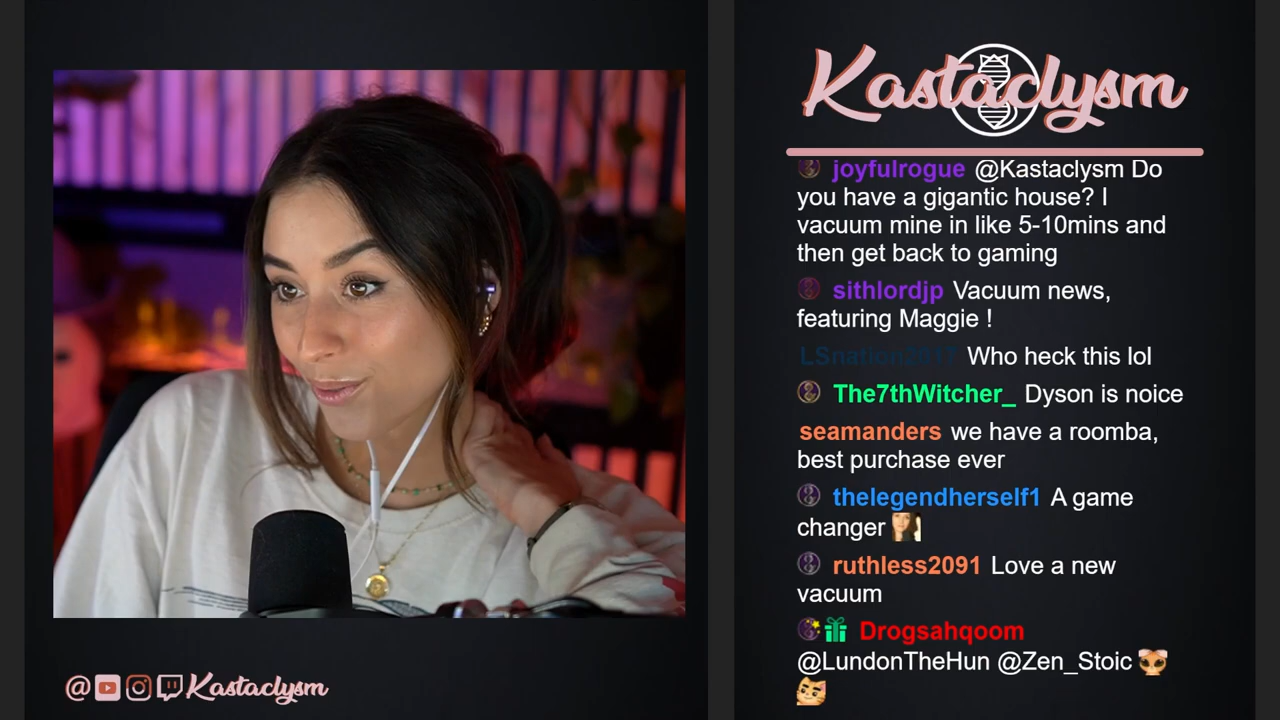 Kastaclysm
joyfulrogue @Kastaclysm Do
you have a gigantic house? I
vacuum mine in like 5-10mins and
then get back to gaming
sithlordjp Vacuum news,
featuring Maggie !
LSnation2017 Who heck this lol
The7thWitcher_ Dyson is noice
seamanders we have a roomba,
best purchase ever
thelegendherself1 A game
changer
ruthless2091 Love a new
vacuum
Drogsahqoom
@LundonTheHun @Zen_Stoic
@ Kastaclysm